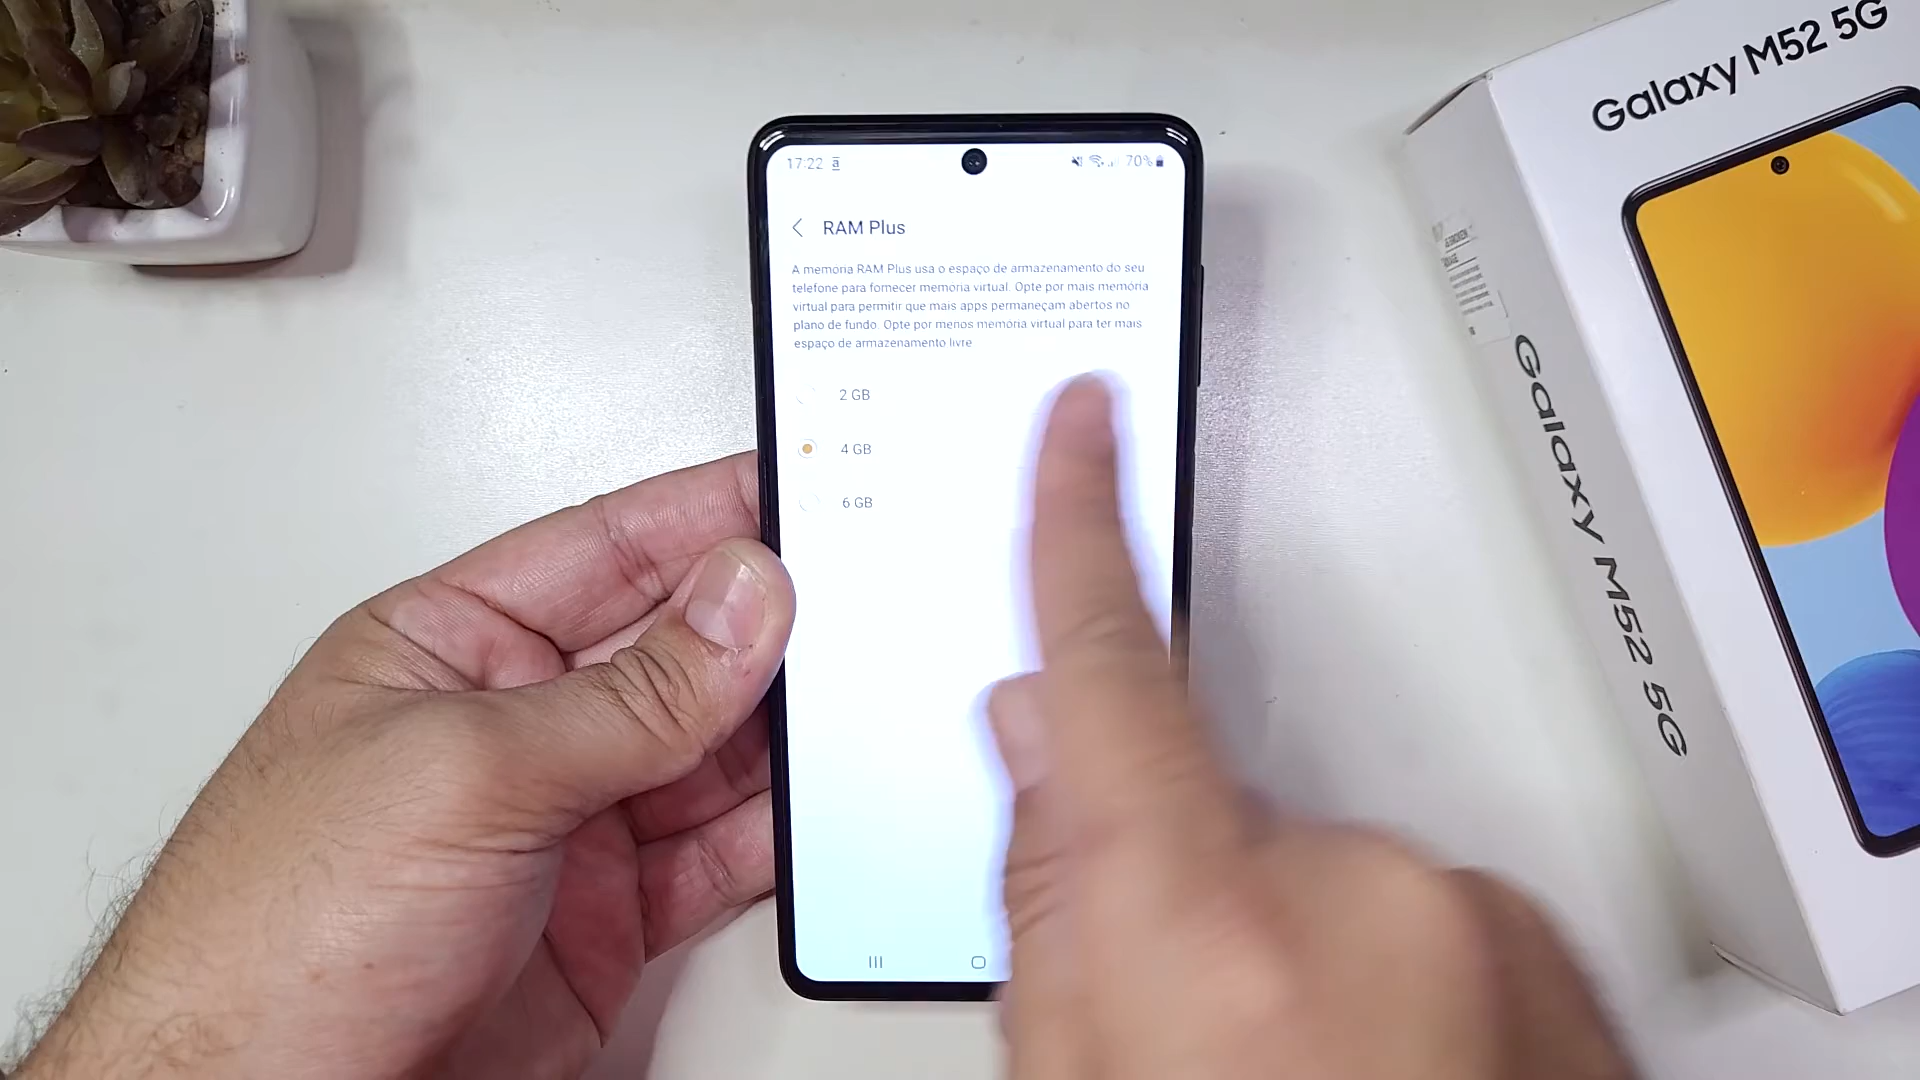 Galaxy M52 5G
17:22 a
70%
RAM Plus
A memoria RAM Plus usa o espaço de armazenamento do seu
telefone para fornecer memoria virtual. Opte por mais memória
virtual para permitir que mais apps permaneçam abertos no
plano de fundo. Opte por menos memória virtual para ter mais
espaço de armazenamento livre
2 GB
4 GB
6 GB
Galaxy M52 5G